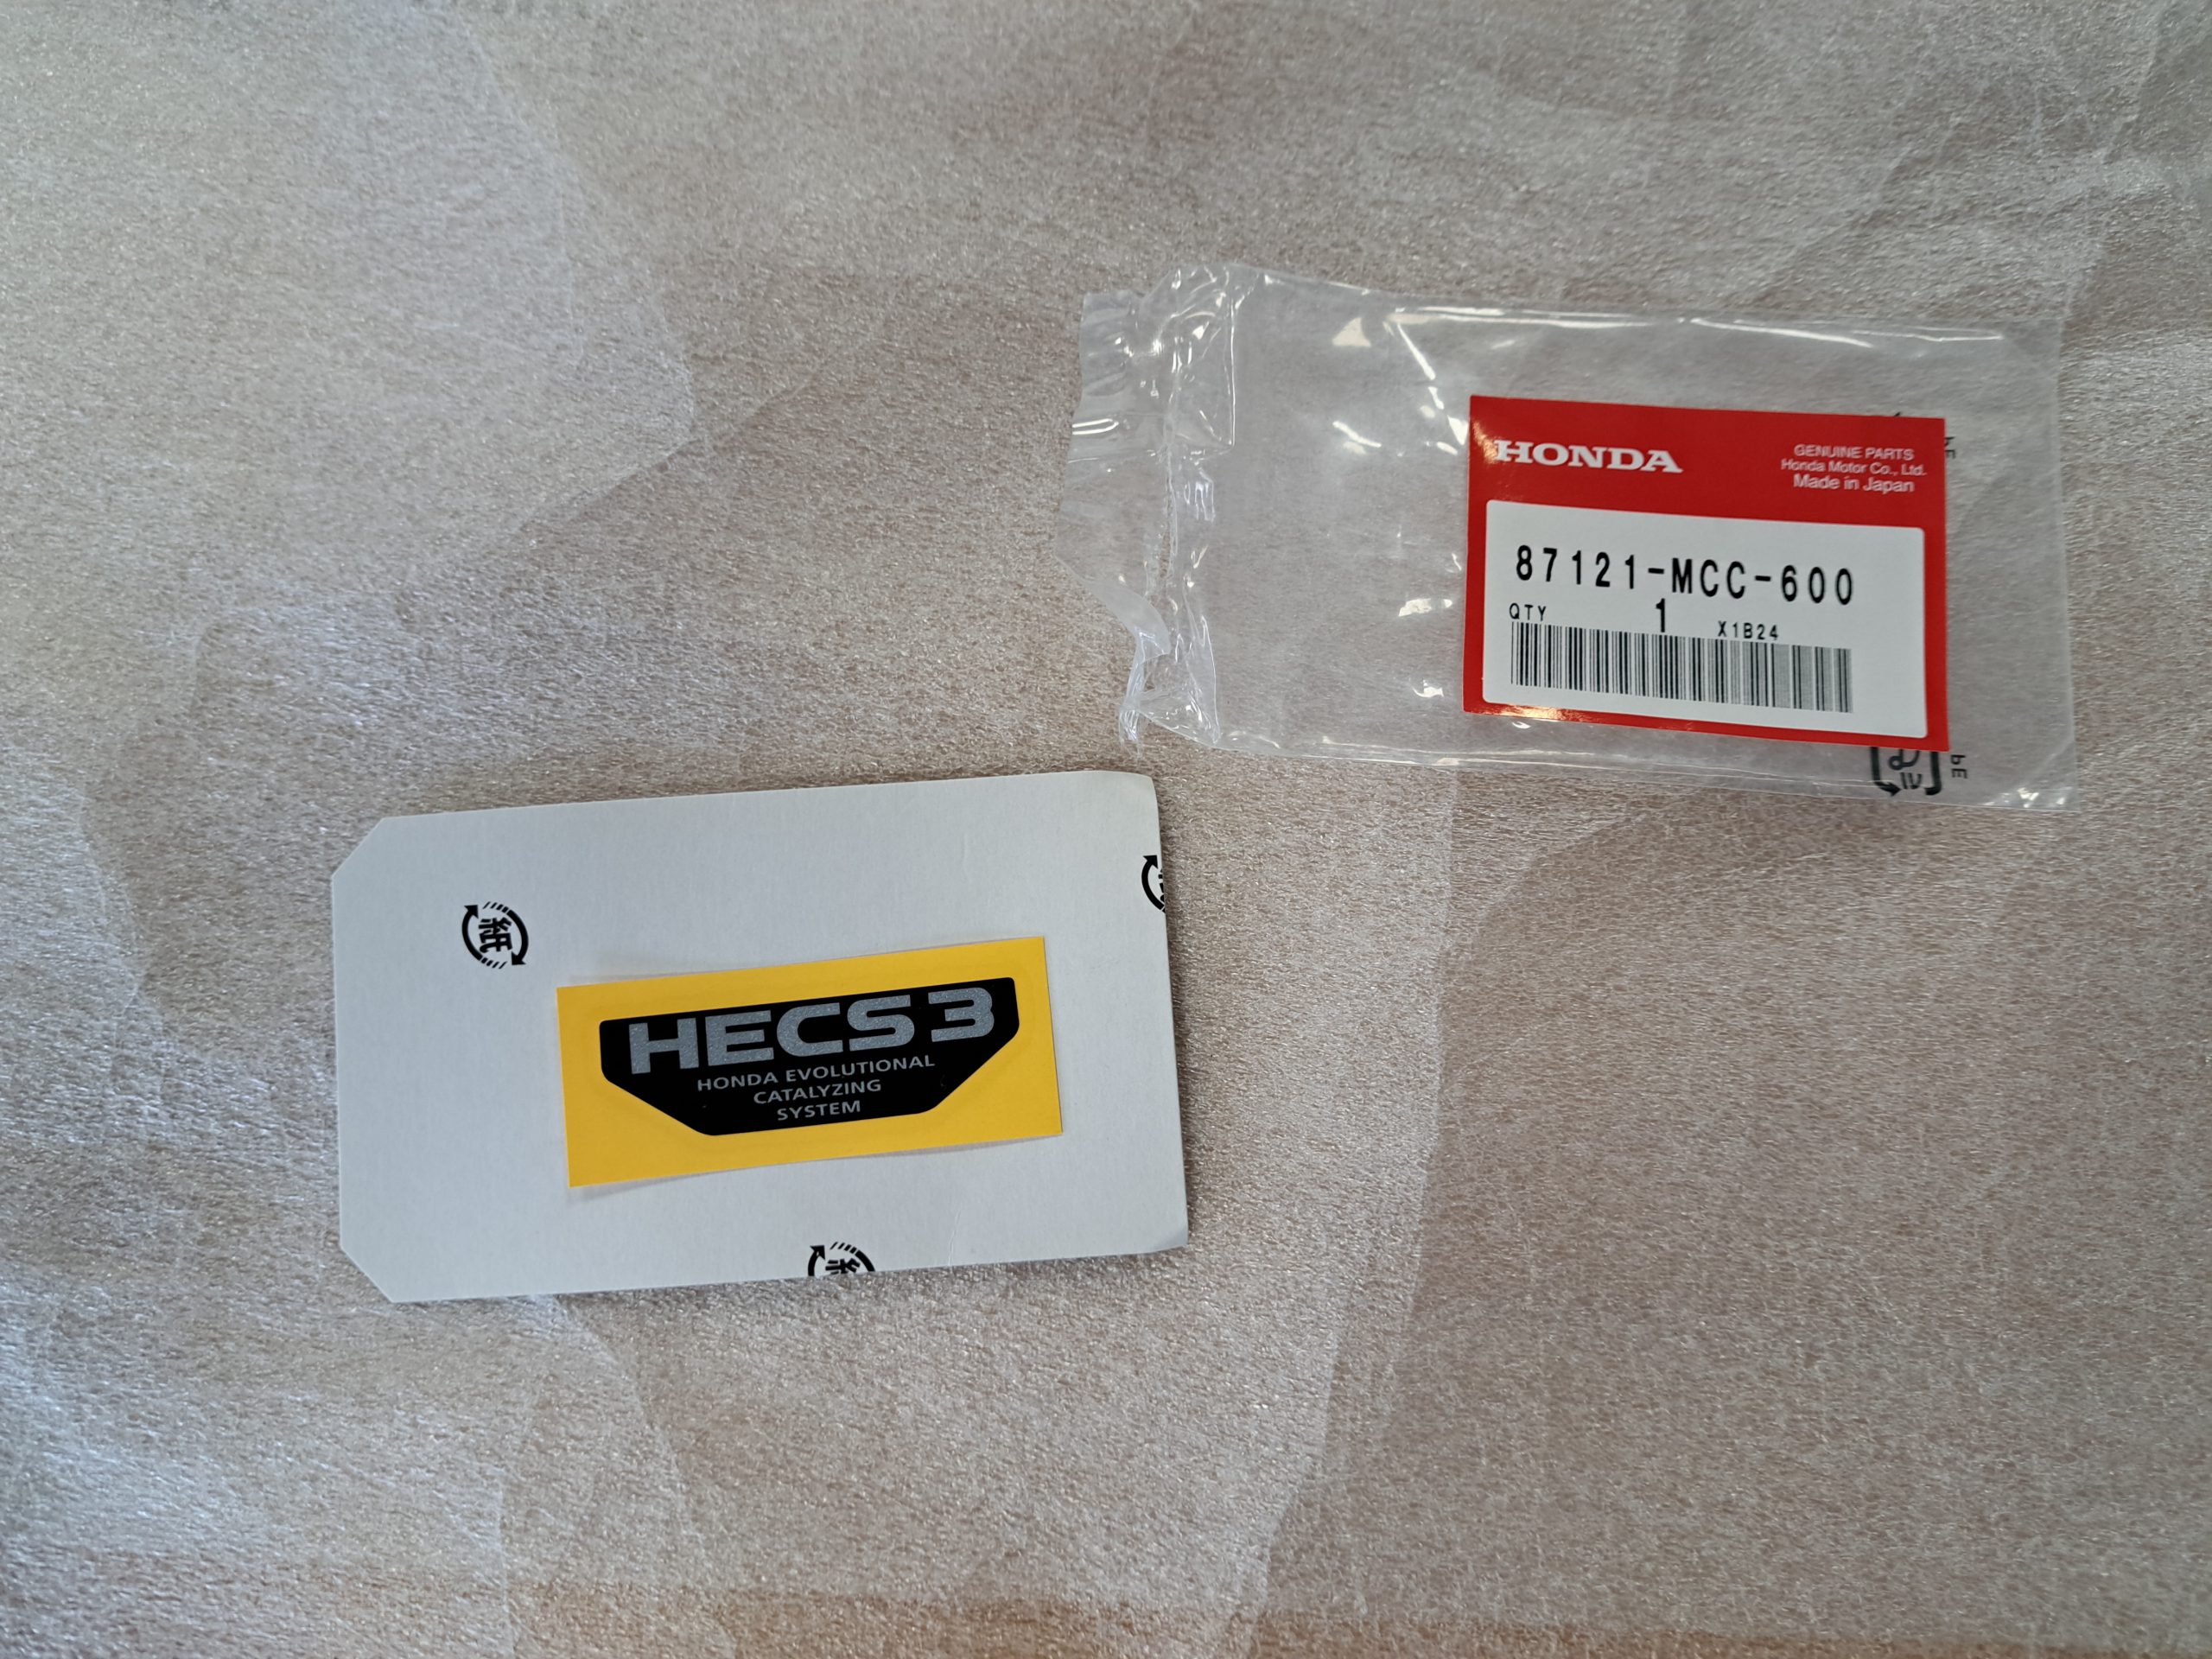 HONDA
GENUINE PARTS
Honda Motor Co., Ltd.
Made in Japan
87121-MCC-600
QTY 1 X1B24
紙
HECS3
HONDA EVOLUTIONAL
CATALYZING
SYSTEM